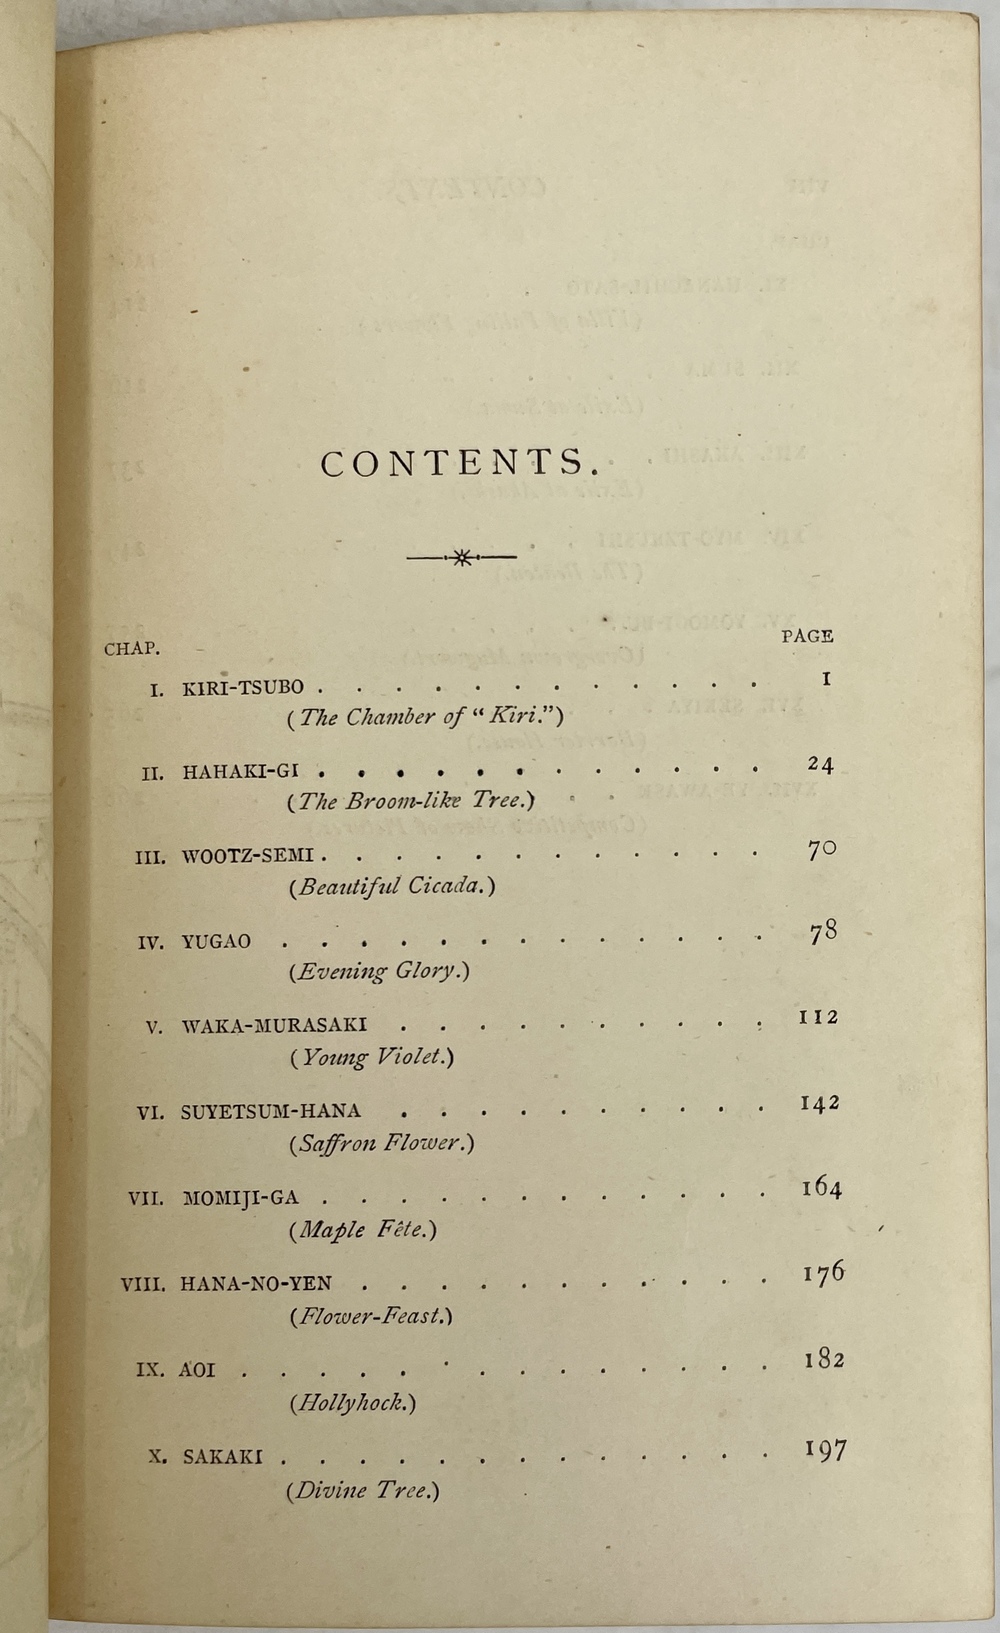 CONTENTS.
CHAP. PAGE
I. KIRI-TSUBO . . . . . . . . . . . . 1
(The Chamber of "Kiri.")
II. HAHAKI-GI . . . . . . . . . . . . 24
(The Broom-like Tree.)
III. WOOTZ-SEMI . . . . . . . . . . . . 70
(Beautiful Cicada.)
IV. YUGAO . . . . . . . . . . . . . 78
(Evening Glory.)
V. WAKA-MURASAKI . . . . . . . . . . 112
(Young Violet.)
VI. SUYETSUM-HANA . . . . . . . . . . 142
(Saffron Flower.)
VII. MOMIJI-GA . . . . . . . . . . . . 164
(Maple Fête.)
VIII. HANA-NO-YEN . . . . . . . . . . . 176
(Flower-Feast.)
IX. AOI . . . . . . . . . . . . . . 182
(Hollyhock.)
X. SAKAKI . . . . . . . . . . . . . 197
(Divine Tree.)